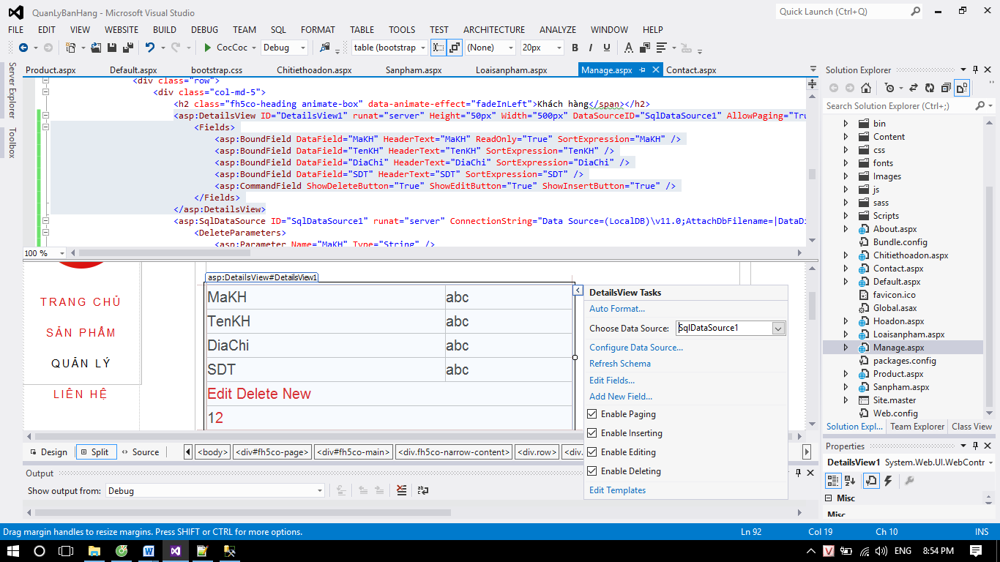 QuanLyBanHang - Microsoft Visual Studio
Quick Launch (Ctrl+Q)
FILE EDIT VIEW WEBSITE BUILD DEBUG TEAM SQL FORMAT TABLE TOOLS TEST ARCHITECTURE ANALYZE WINDOW HELP
CocCoc Debug table (bootstrap (None) 20px B I U A
Server Explorer
Toolbox
Product.aspx Default.aspx bootstrap.css Chitiethoadon.aspx Sanpham.aspx Loaisanpham.aspx Manage.aspx Contact.aspx
<div class="row">
<div class="col-md-5">
<h2 class="fh5co-heading animate-box" data-animate-effect="fadeInLeft">Khách hàng</span></h2>
<asp:DetailsView ID="DetailsView1" runat="server" Height="50px" Width="500px" DataSourceID="SqlDataSource1" AllowPaging="Tru
<Fields>
<asp:BoundField DataField="MaKH" HeaderText="MaKH" ReadOnly="True" SortExpression="MaKH" />
<asp:BoundField DataField="TenKH" HeaderText="TenKH" SortExpression="TenKH" />
<asp:BoundField DataField="DiaChi" HeaderText="DiaChi" SortExpression="DiaChi" />
<asp:BoundField DataField="SDT" HeaderText="SDT" SortExpression="SDT" />
<asp:CommandField ShowDeleteButton="True" ShowEditButton="True" ShowInsertButton="True" />
</Fields>
</asp:DetailsView>
<asp:SqlDataSource ID="SqlDataSource1" runat="server" ConnectionString="Data Source=(LocalDB)\v11.0;AttachDbFilename=|DataDi
<DeleteParameters>
<asp:Parameter Name="MaKH" Type="String" />
100 %
TRANG CHỦ
SẢN PHẨM
QUẢN LÝ
LIÊN HỆ
asp:DetailsView#DetailsView1
MaKH abc
TenKH abc
DiaChi abc
SDT abc
Edit Delete New
12
DetailsView Tasks
Auto Format...
Choose Data Source: SqlDataSource1
Configure Data Source...
Refresh Schema
Edit Fields...
Add New Field...
Enable Paging
Enable Inserting
Enable Editing
Enable Deleting
Edit Templates
Design Split Source <body> <div#fh5co-page> <div#fh5co-main> <div.fh5co-narrow-content> <div.row> <div.
Output
Show output from: Debug
Solution Explorer
Search Solution Explorer (Ctrl+;)
bin
Content
css
fonts
Images
js
sass
Scripts
About.aspx
Bundle.config
Chitiethoadon.aspx
Contact.aspx
Default.aspx
favicon.ico
Global.asax
Hoadon.aspx
Loaisanpham.aspx
Manage.aspx
packages.config
Product.aspx
Sanpham.aspx
Site.master
Web.config
Solution Expl... Team Explorer Class View
Properties
DetailsView1 System.Web.UI.WebContr
Misc
Misc
Drag margin handles to resize margins. Press SHIFT or CTRL for more options.
Ln 92 Col 19 Ch 10 INS
ENG 8:54 PM